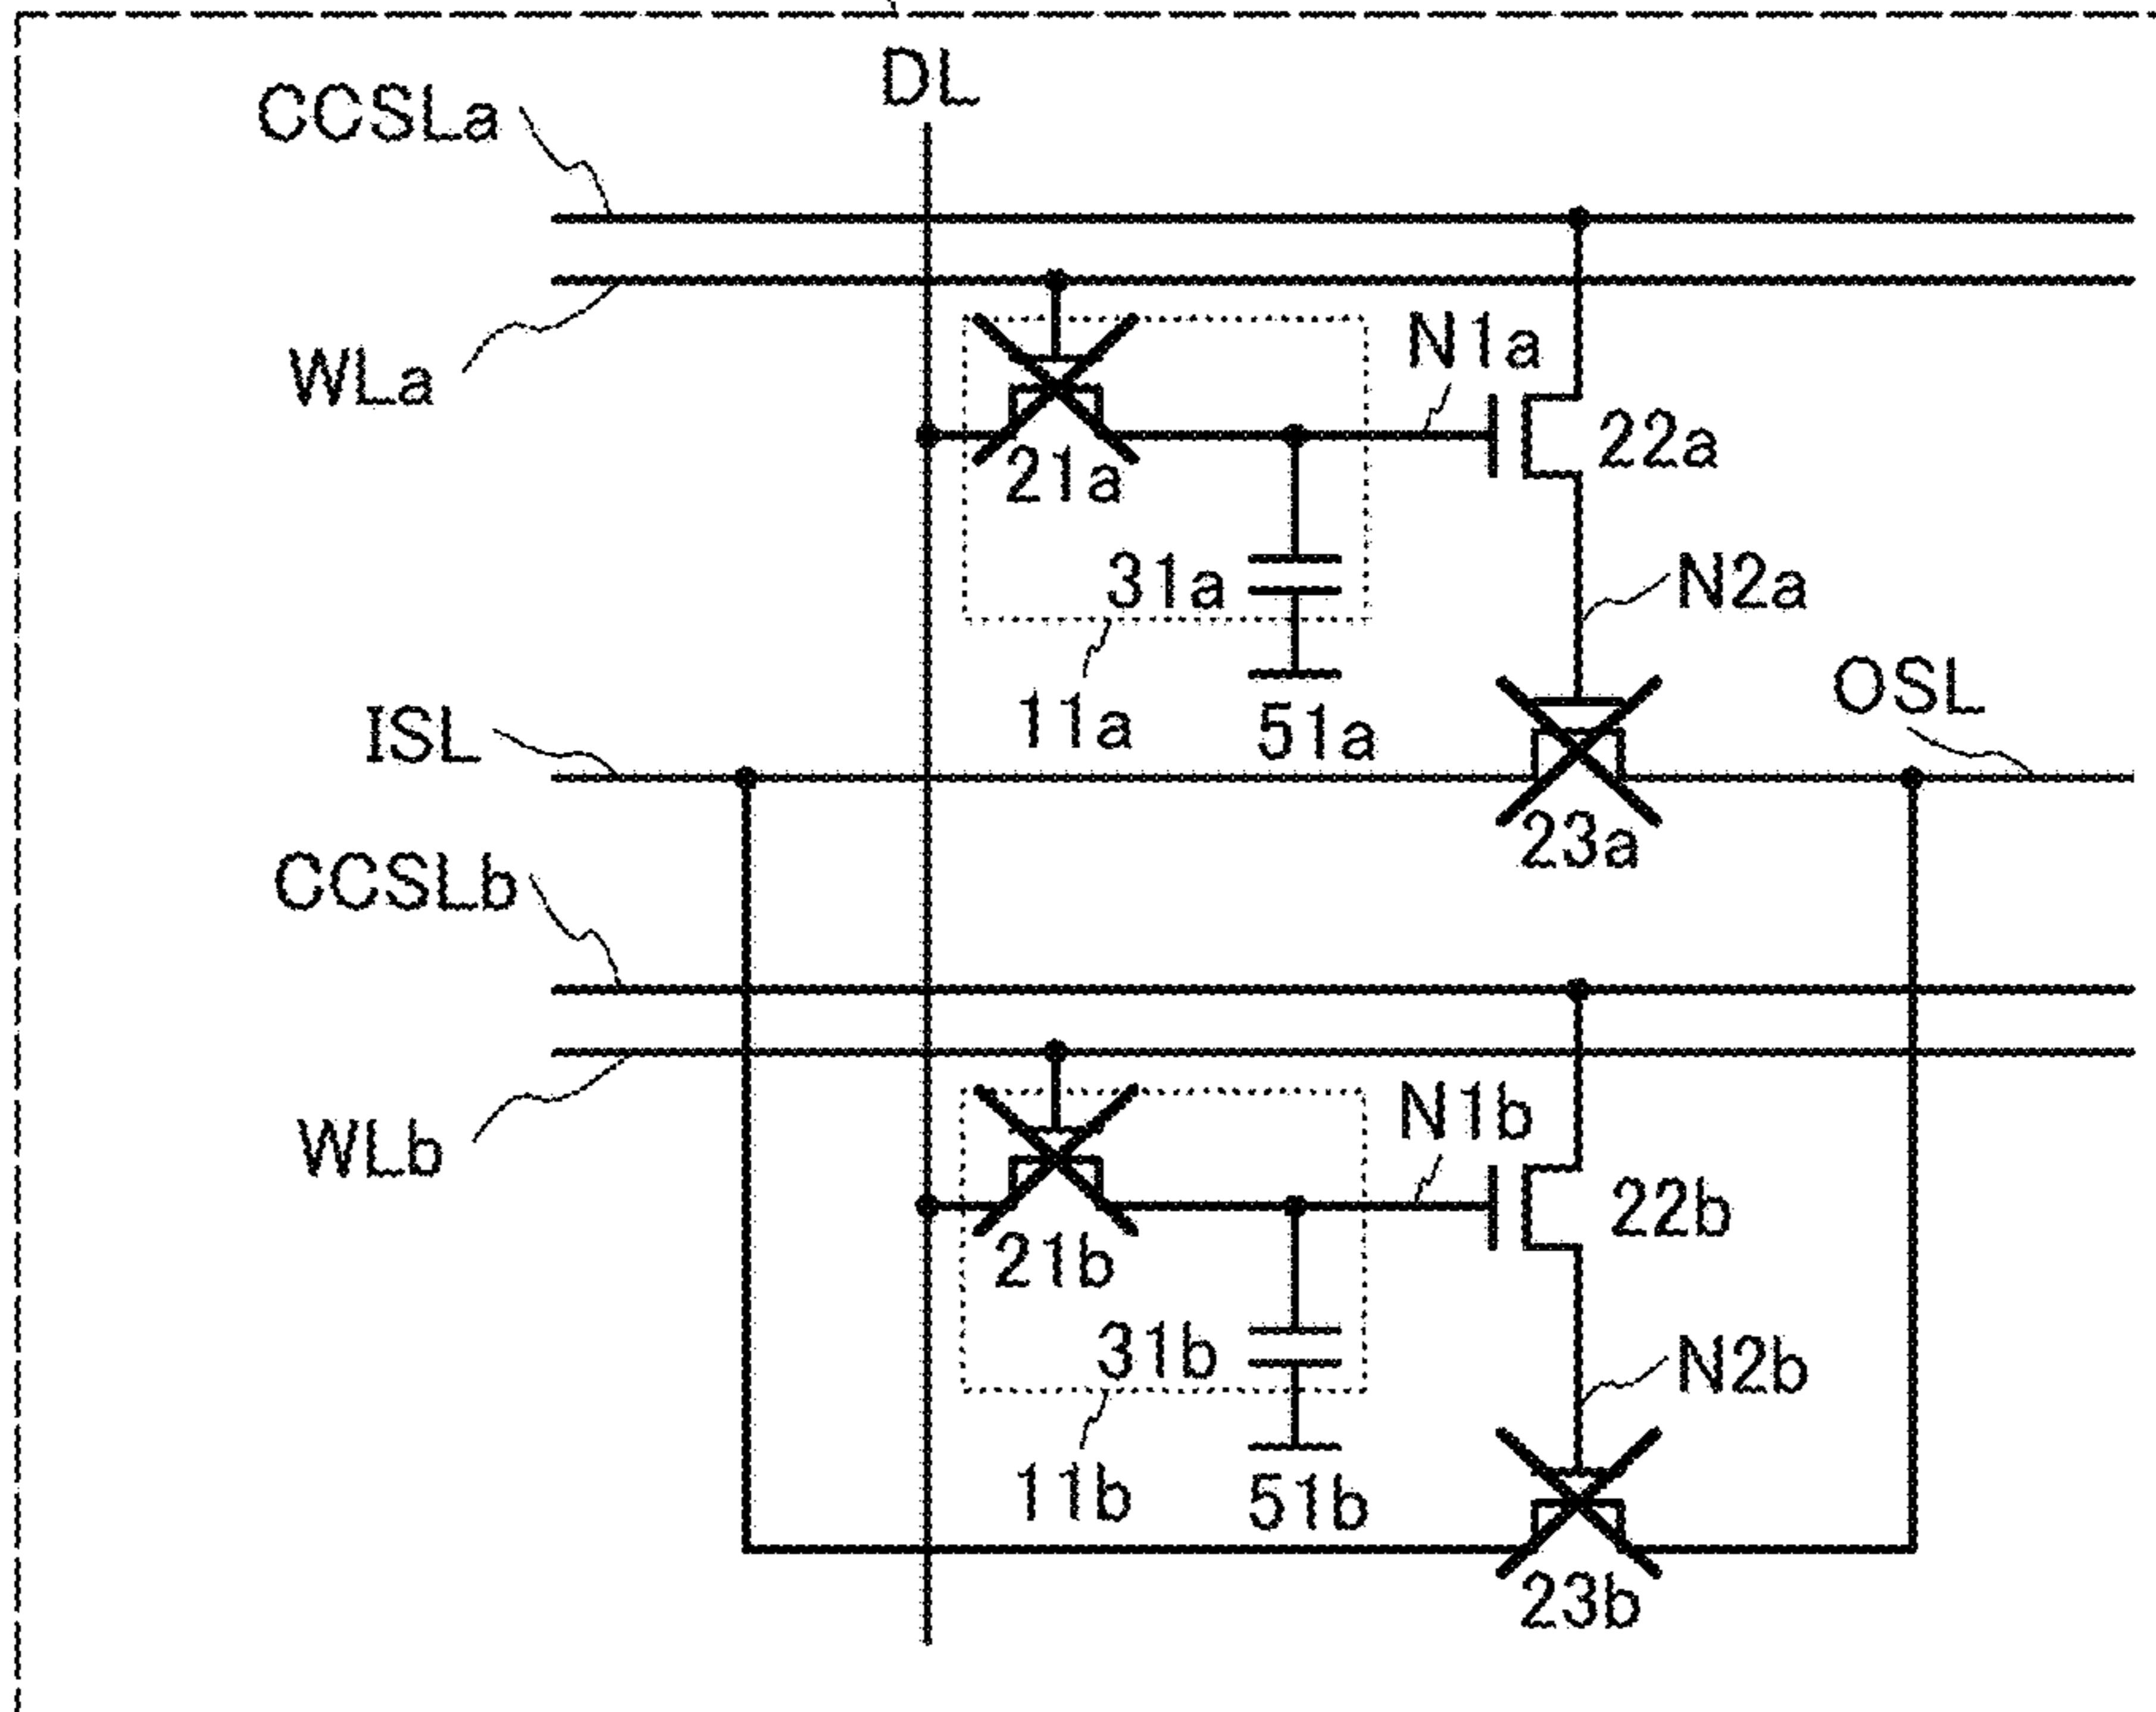 DL
CCSLa
WLa
N1a
22a
21a
31a
N2a
11a
51a
OSL
ISL
23a
CCSLb
WLb
N1b
22b
21b
31b
N2b
11b
51b
23b